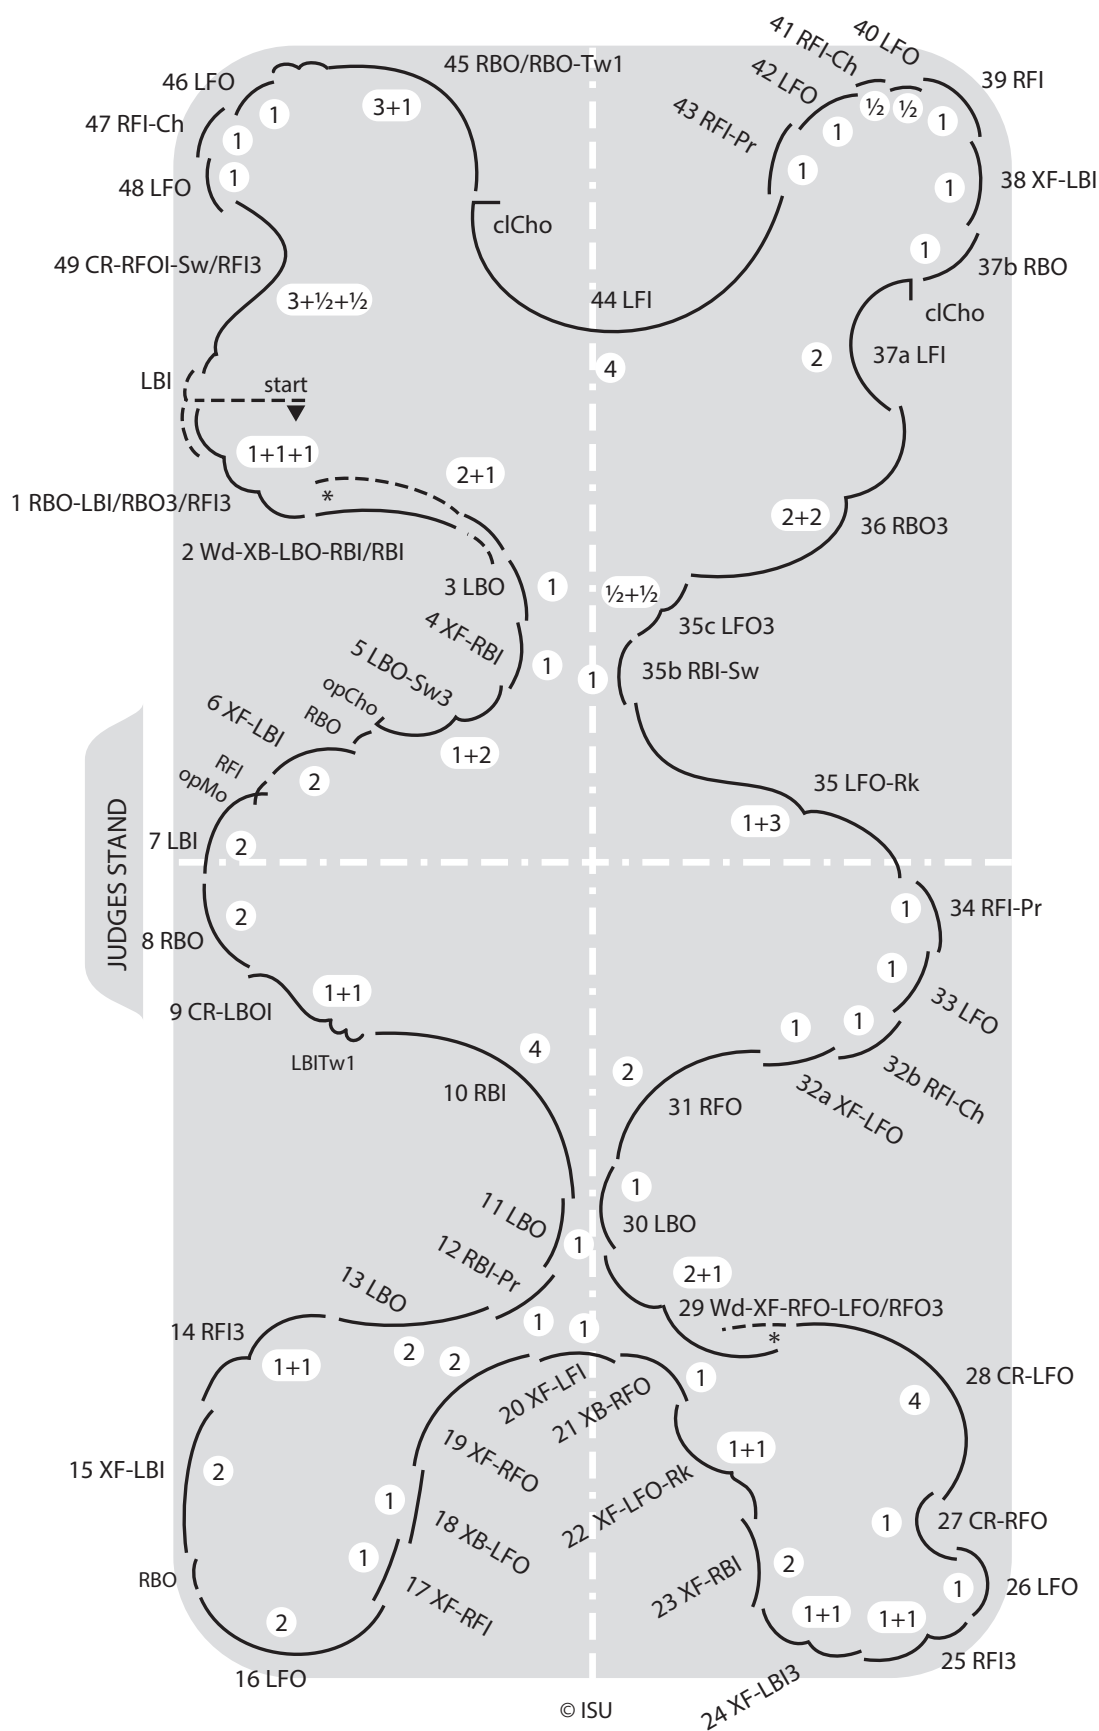 45 RBO/RBO-Tw1
46 LFO
3+1
1
47 RFI-Ch
1
1
48 LFO
clCho
49 CR-RFOI-Sw/RFI3
3+½+½
44 LFI
4
41 RFI-Ch
40 LFO
42 LFO
39 RFI
43 RFI-Pr
½
½
1
1
1
38 XF-LBI
1
1
37b RBO
clCho
2
37a LFI
LBI
start
1+1+1
2+1
1 RBO-LBI/RBO3/RFI3
*
2 Wd-XB-LBO-RBI/RBI
2+2
36 RBO3
3 LBO
1
½+½
4 XF-RBI
35c LFO3
5 LBO-Sw3
1
1
35b RBI-Sw
opCho
RBO
6 XF-LBI
1+2
RFI
opMo
2
35 LFO-Rk
1+3
JUDGES STAND
7 LBI
2
8 RBO
2
1
34 RFI-Pr
1
33 LFO
9 CR-LBOI
1+1
1
1
32b RFI-Ch
LBITw1
4
2
32a XF-LFO
10 RBI
31 RFO
11 LBO
1
1
30 LBO
12 RBI-Pr
2+1
13 LBO
29 Wd-XF-RFO-LFO/RFO3
*
14 RFI3
1+1
2
2
1
1
1
28 CR-LFO
4
20 XF-LFI
21 XB-RFO
15 XF-LBI
2
19 XF-RFO
1+1
1
22 XF-LFO-Rk
1
27 CR-RFO
18 XB-LFO
1
RBO
17 XF-RFI
23 XF-RBI
2
1
26 LFO
2
1+1
1+1
16 LFO
24 XF-LBI3
25 RFI3
© ISU